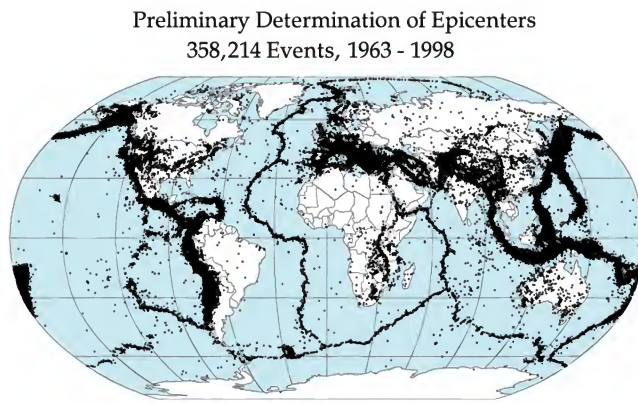 Preliminary Determination of Epicenters
358,214 Events, 1963 - 1998